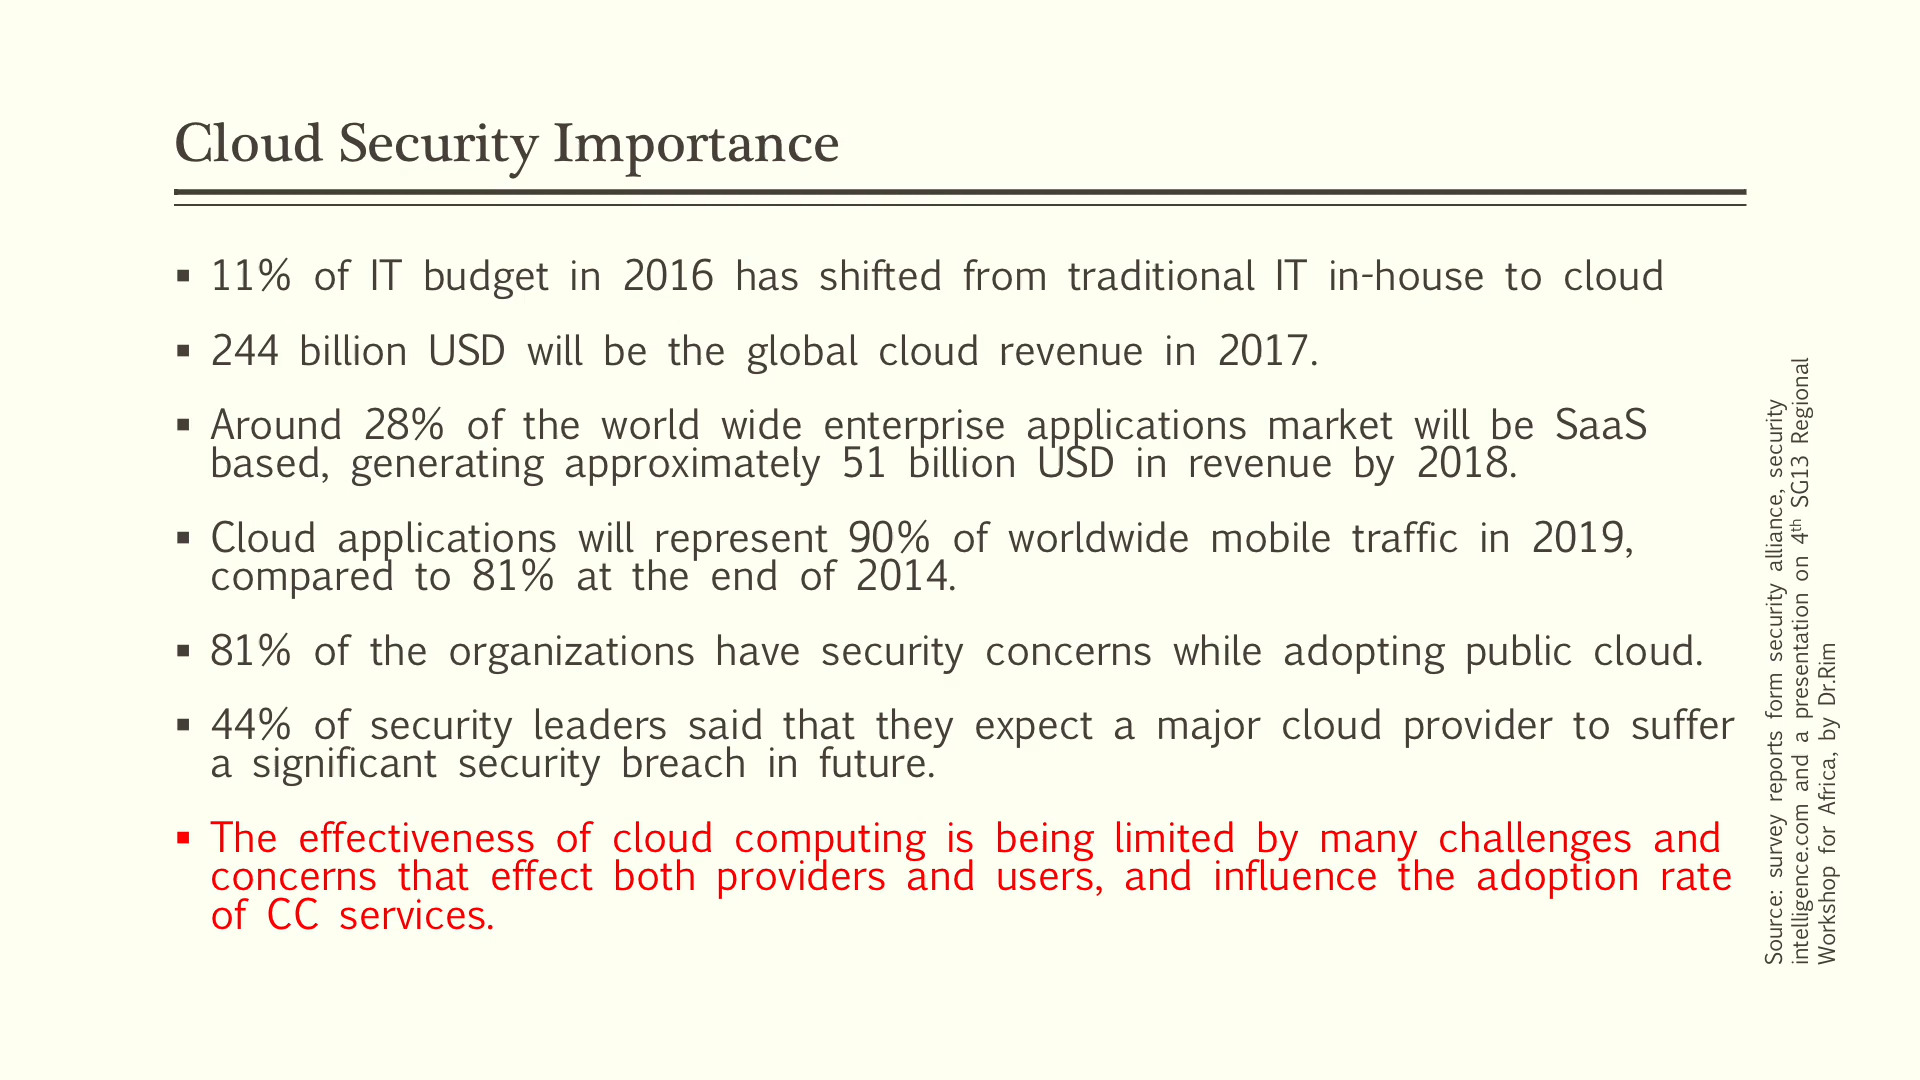 Cloud Security Importance
▪ 11% of IT budget in 2016 has shifted from traditional IT in-house to cloud
▪ 244 billion USD will be the global cloud revenue in 2017.
▪ Around 28% of the world wide enterprise applications market will be SaaS
based, generating approximately 51 billion USD in revenue by 2018.
▪ Cloud applications will represent 90% of worldwide mobile traffic in 2019,
compared to 81% at the end of 2014.
▪ 81% of the organizations have security concerns while adopting public cloud.
▪ 44% of security leaders said that they expect a major cloud provider to suffer
a significant security breach in future.
▪ The effectiveness of cloud computing is being limited by many challenges and
concerns that effect both providers and users, and influence the adoption rate
of CC services.
Source: survey reports form security alliance, security
intelligence.com and a presentation on 4th SG13 Regional
Workshop for Africa, by Dr.Rim